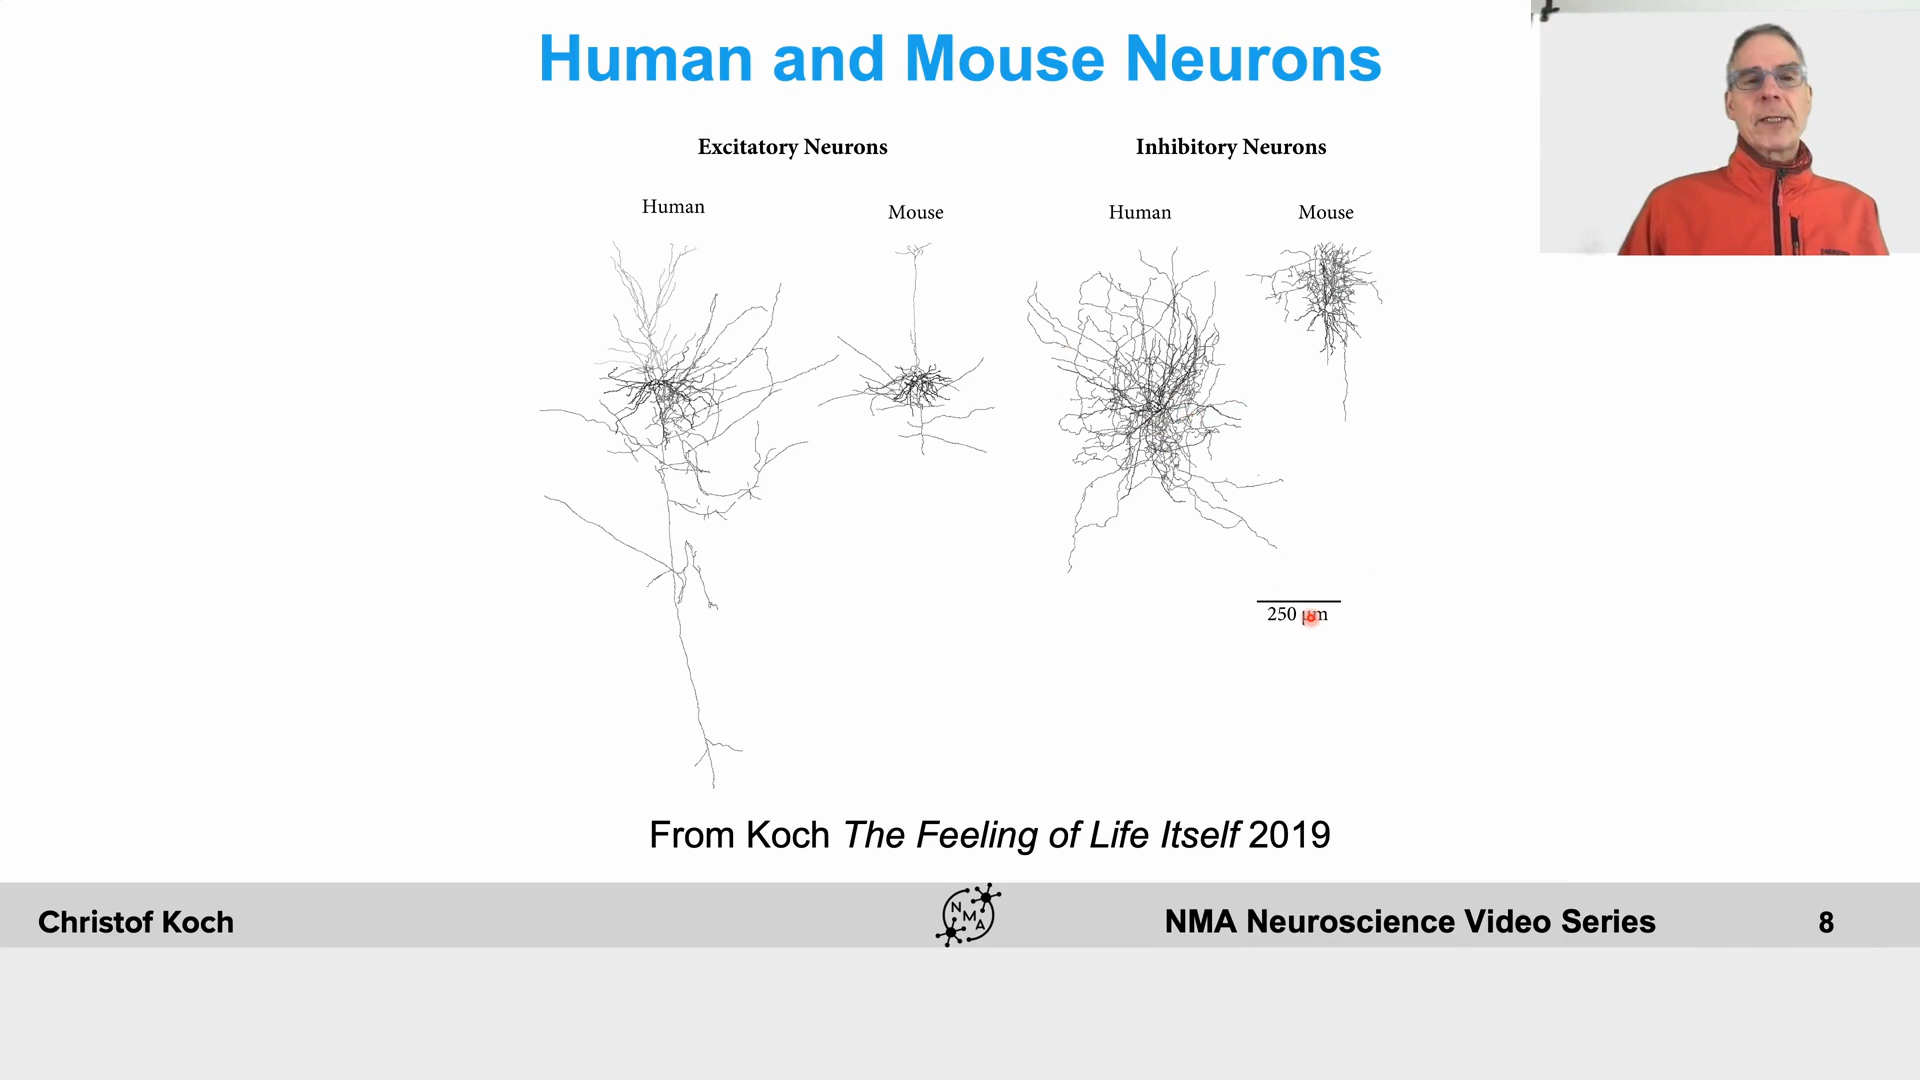 Human and Mouse Neurons
Excitatory Neurons
Inhibitory Neurons
Human
Mouse
Human
Mouse
250 μm
From Koch The Feeling of Life Itself 2019
Christof Koch
NMA
NMA Neuroscience Video Series
8